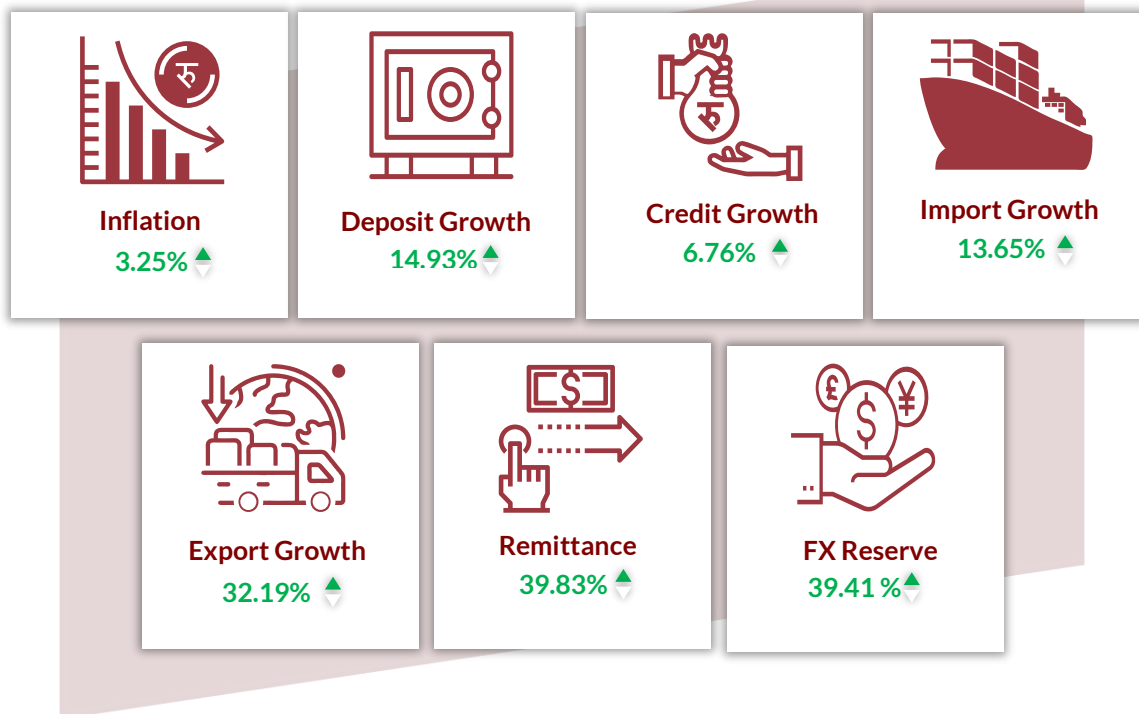 रु
रु
Inflation
3.25%
Deposit Growth
14.93%
Credit Growth
6.76%
Import Growth
13.65%
$
£
$
¥
Export Growth
32.19%
Remittance
39.83%
FX Reserve
39.41 %